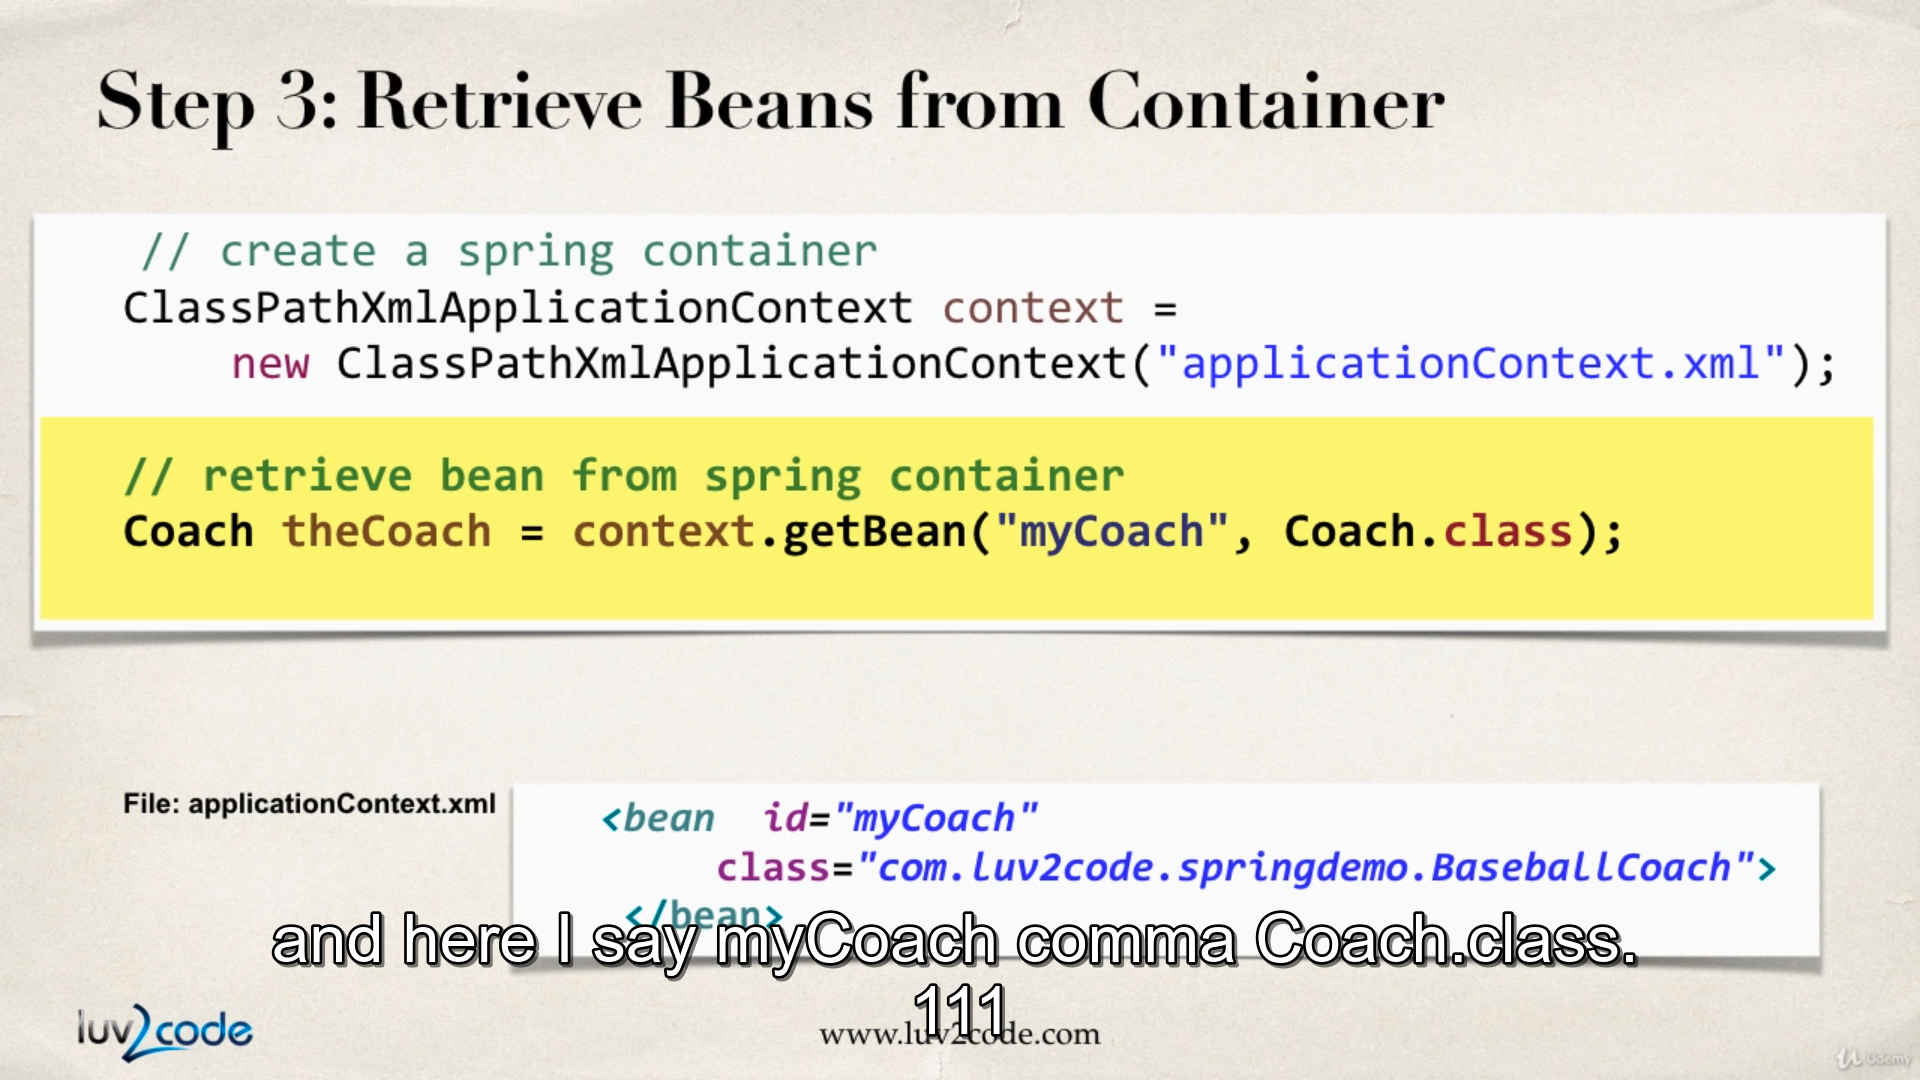 Step 3: Retrieve Beans from Container
// create a spring container
ClassPathXmlApplicationContext context =
new ClassPathXmlApplicationContext("applicationContext.xml");
// retrieve bean from spring container
Coach theCoach = context.getBean("myCoach", Coach.class);
File: applicationContext.xml
<bean id="myCoach"
class="com.luv2code.springdemo.BaseballCoach">
</bean>
and here I say myCoach comma Coach.class.
111
luv2code
www.luv2code.com
Udemy